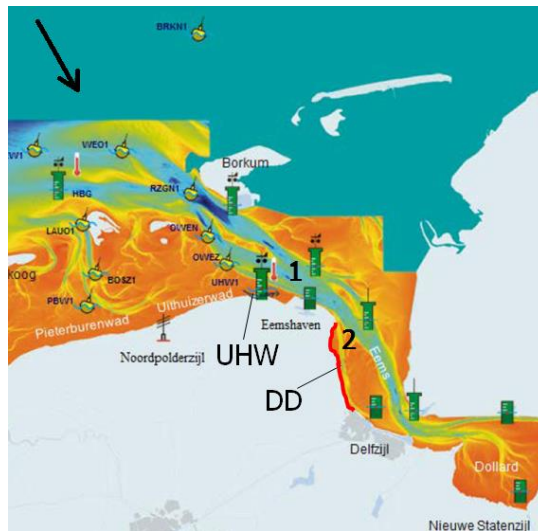 BRKN1
WEO1
Borkum
HBG
RZGN1
LAUO1
OWEN
OWEZ
1
koog
BOSZ1
UHW1
PBW1
Uithuizerwad
Pieterburenwad
Eemshaven
Noordpolderzijl
UHW
2
Eems
DD
Delfzijl
Dollard
Nieuwe Statenzijl